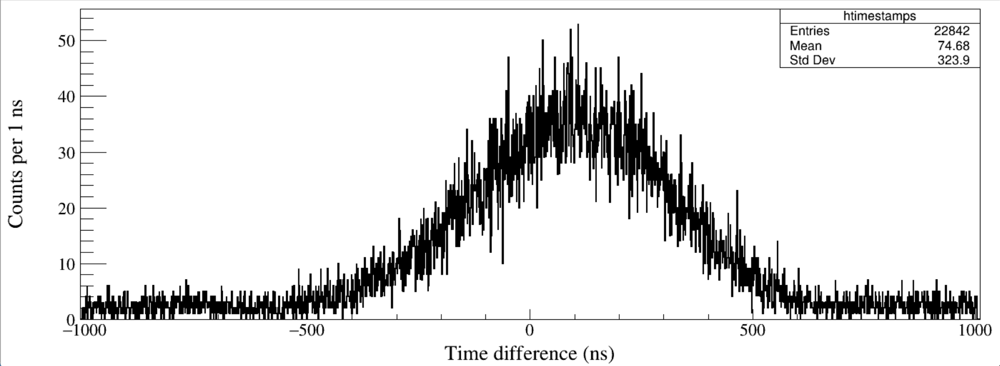 htimestamps
Entries 22842
Mean 74.68
Std Dev 323.9
Counts per 1 ns
50
40
30
20
10
0
−1000 −500 0 500 1000
Time difference (ns)